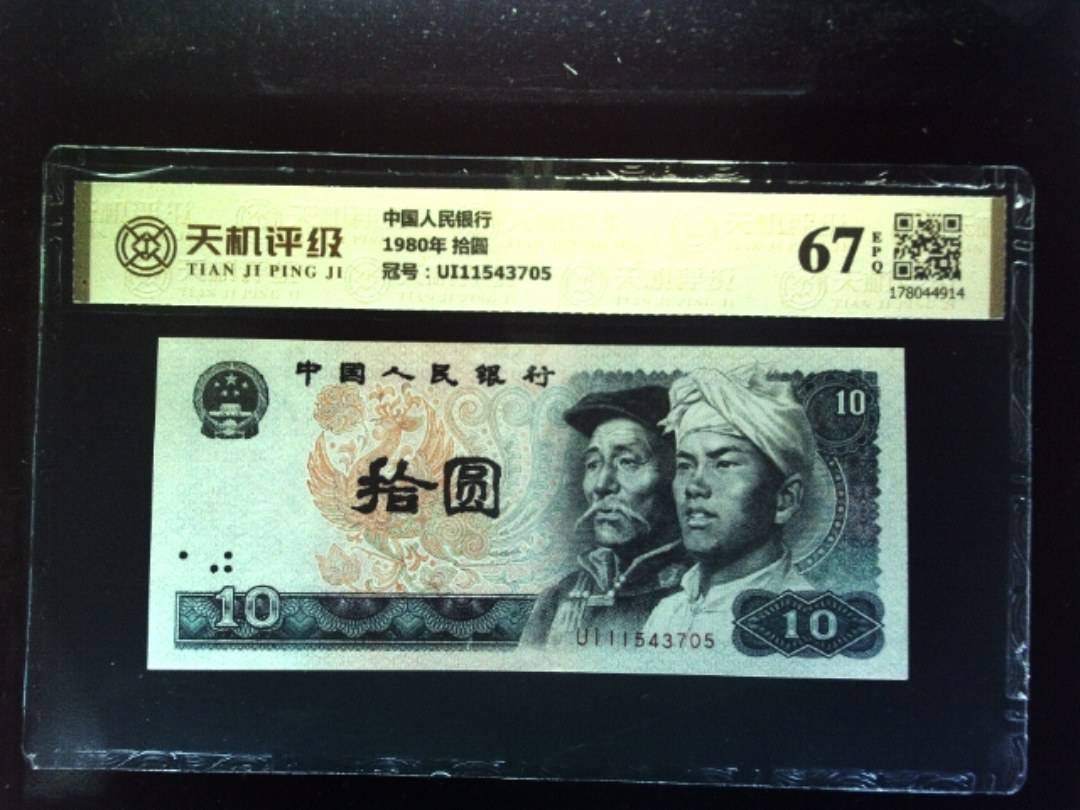 天机评级
TIAN JI PING JI
中国人民银行
1980年 拾圆
冠号：UI11543705
67
EPQ
178044914
中国人民银行
10
拾圆
10
UI11543705
10